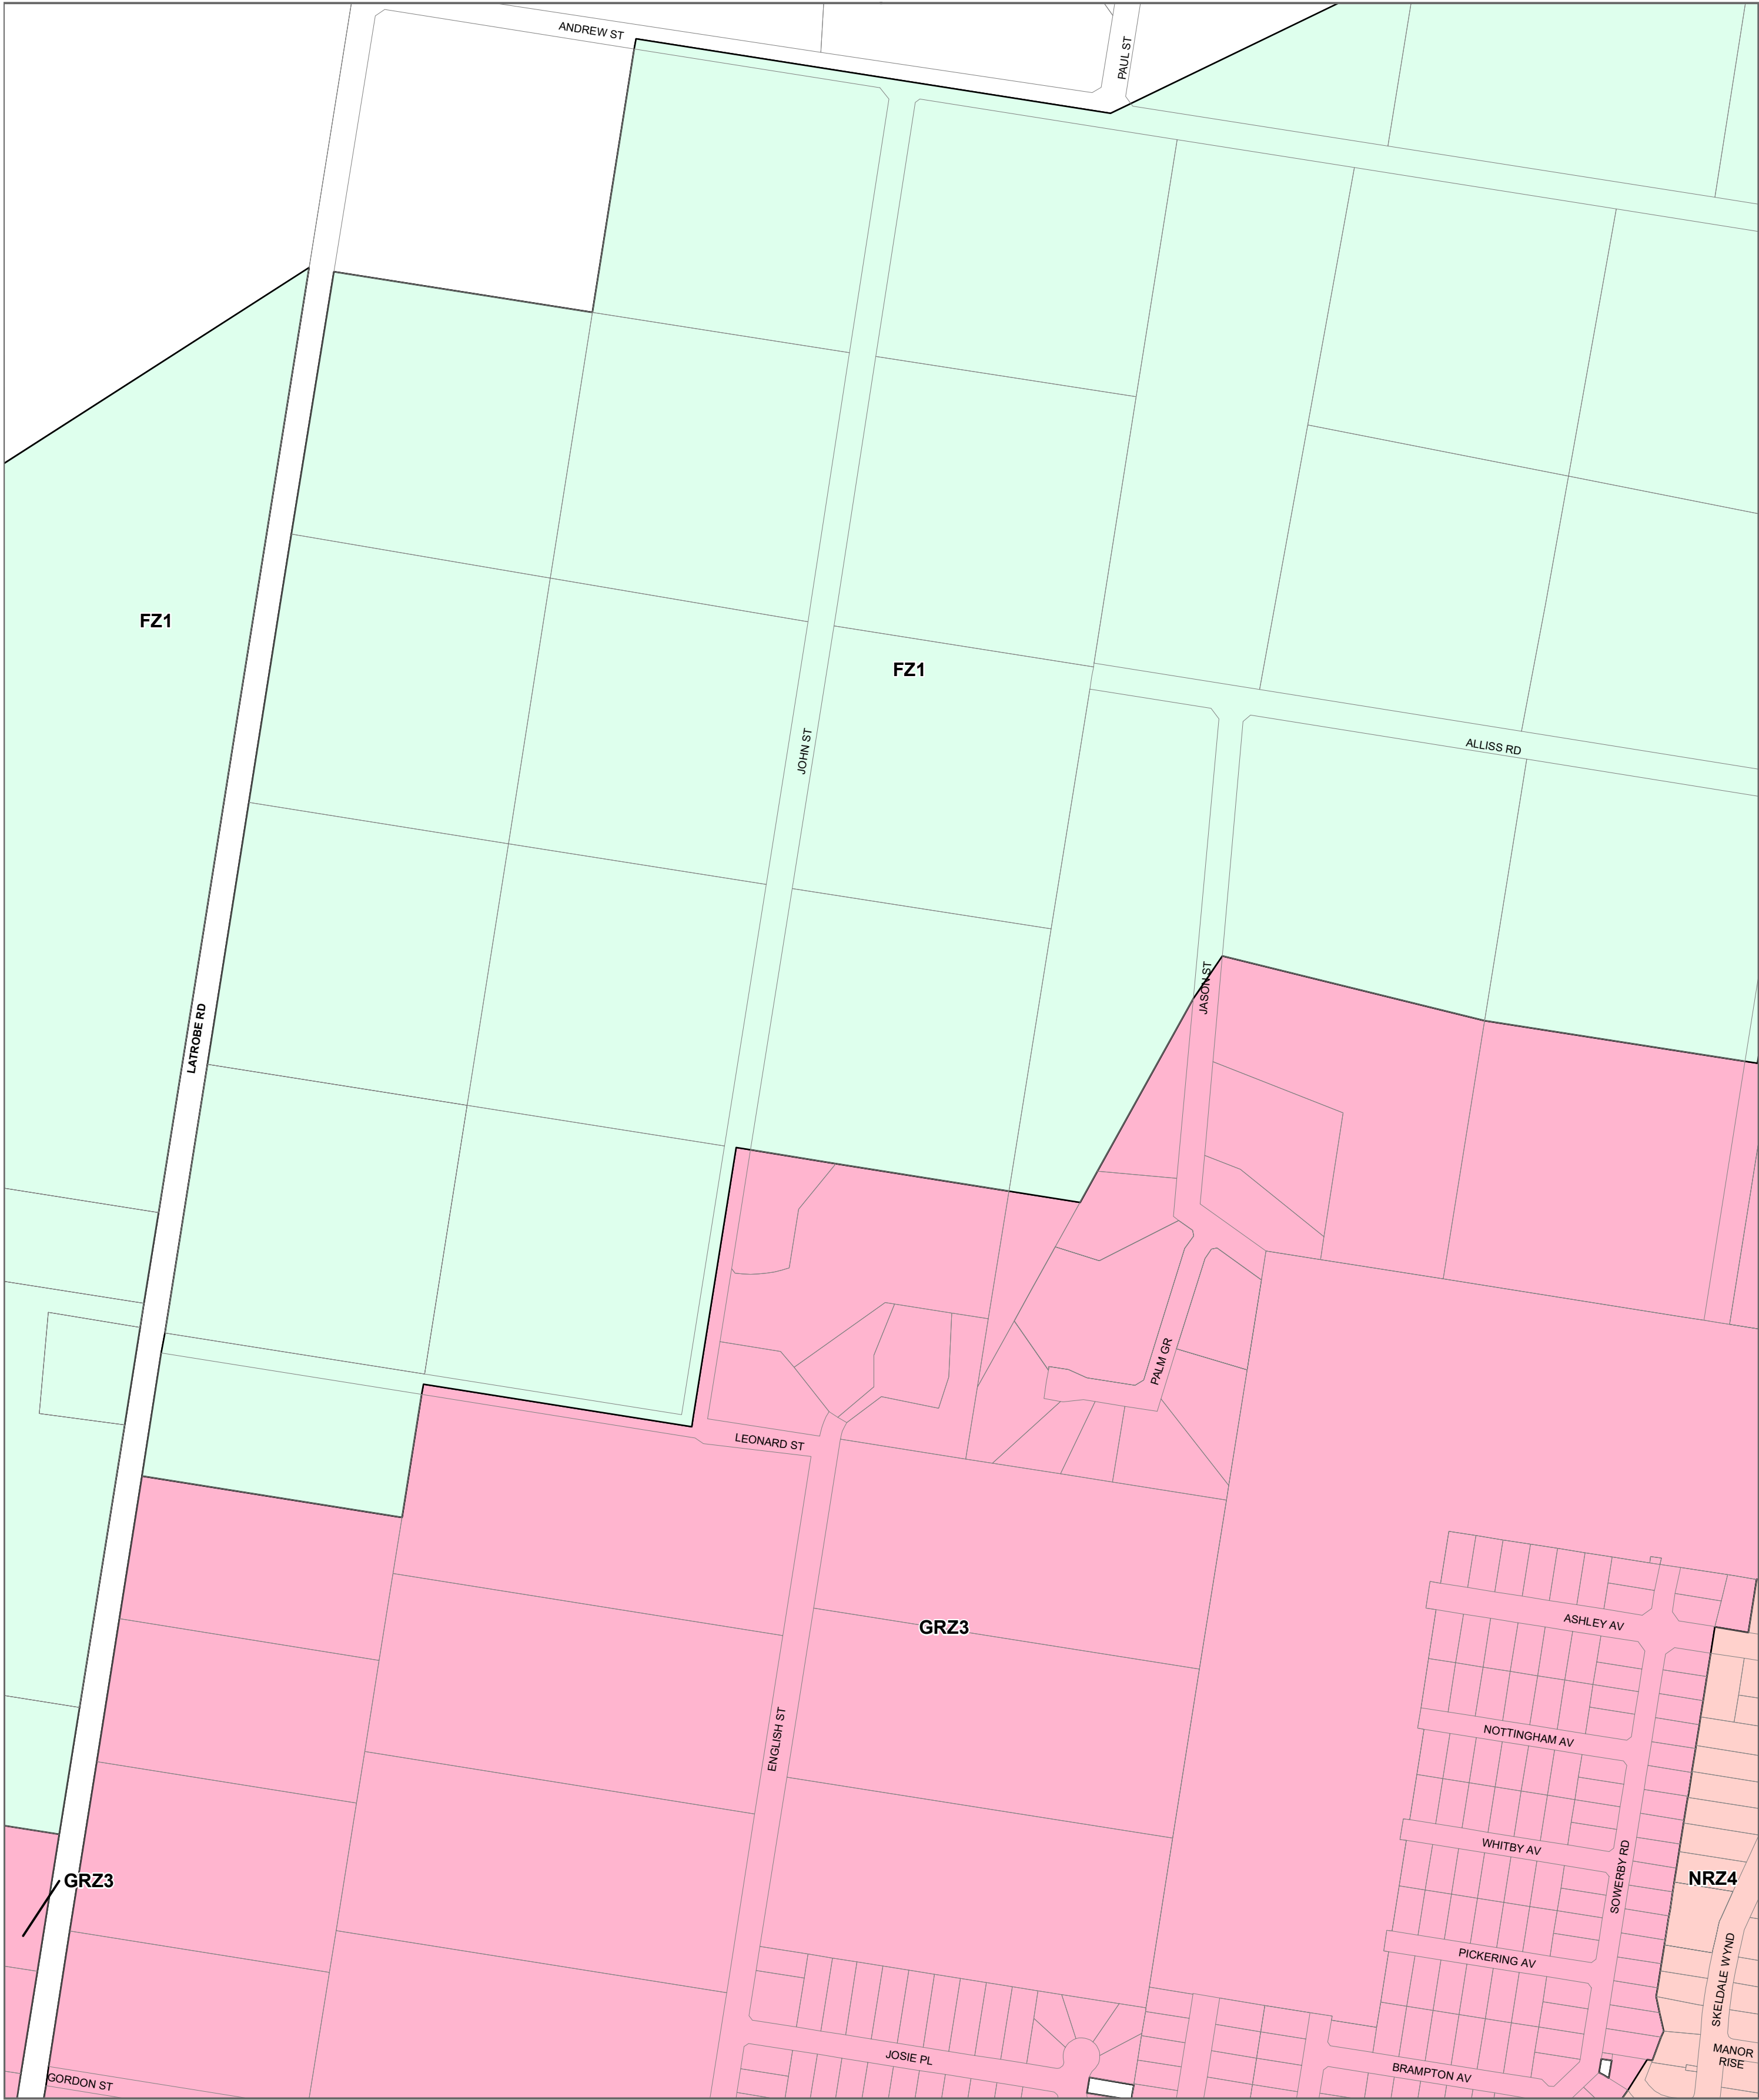 ANDREW ST
PAUL ST
FZ1
FZ1
JOHN ST
ALLISS RD
JASON ST
LATROBE RD
PALM GR
LEONARD ST
ASHLEY AV
GRZ3
ENGLISH ST
NOTTINGHAM AV
WHITBY AV
SOWERBY RD
GRZ3
NRZ4
PICKERING AV
SKELDALE WYND
JOSIE PL
MANOR
RISE
BRAMPTON AV
GORDON ST